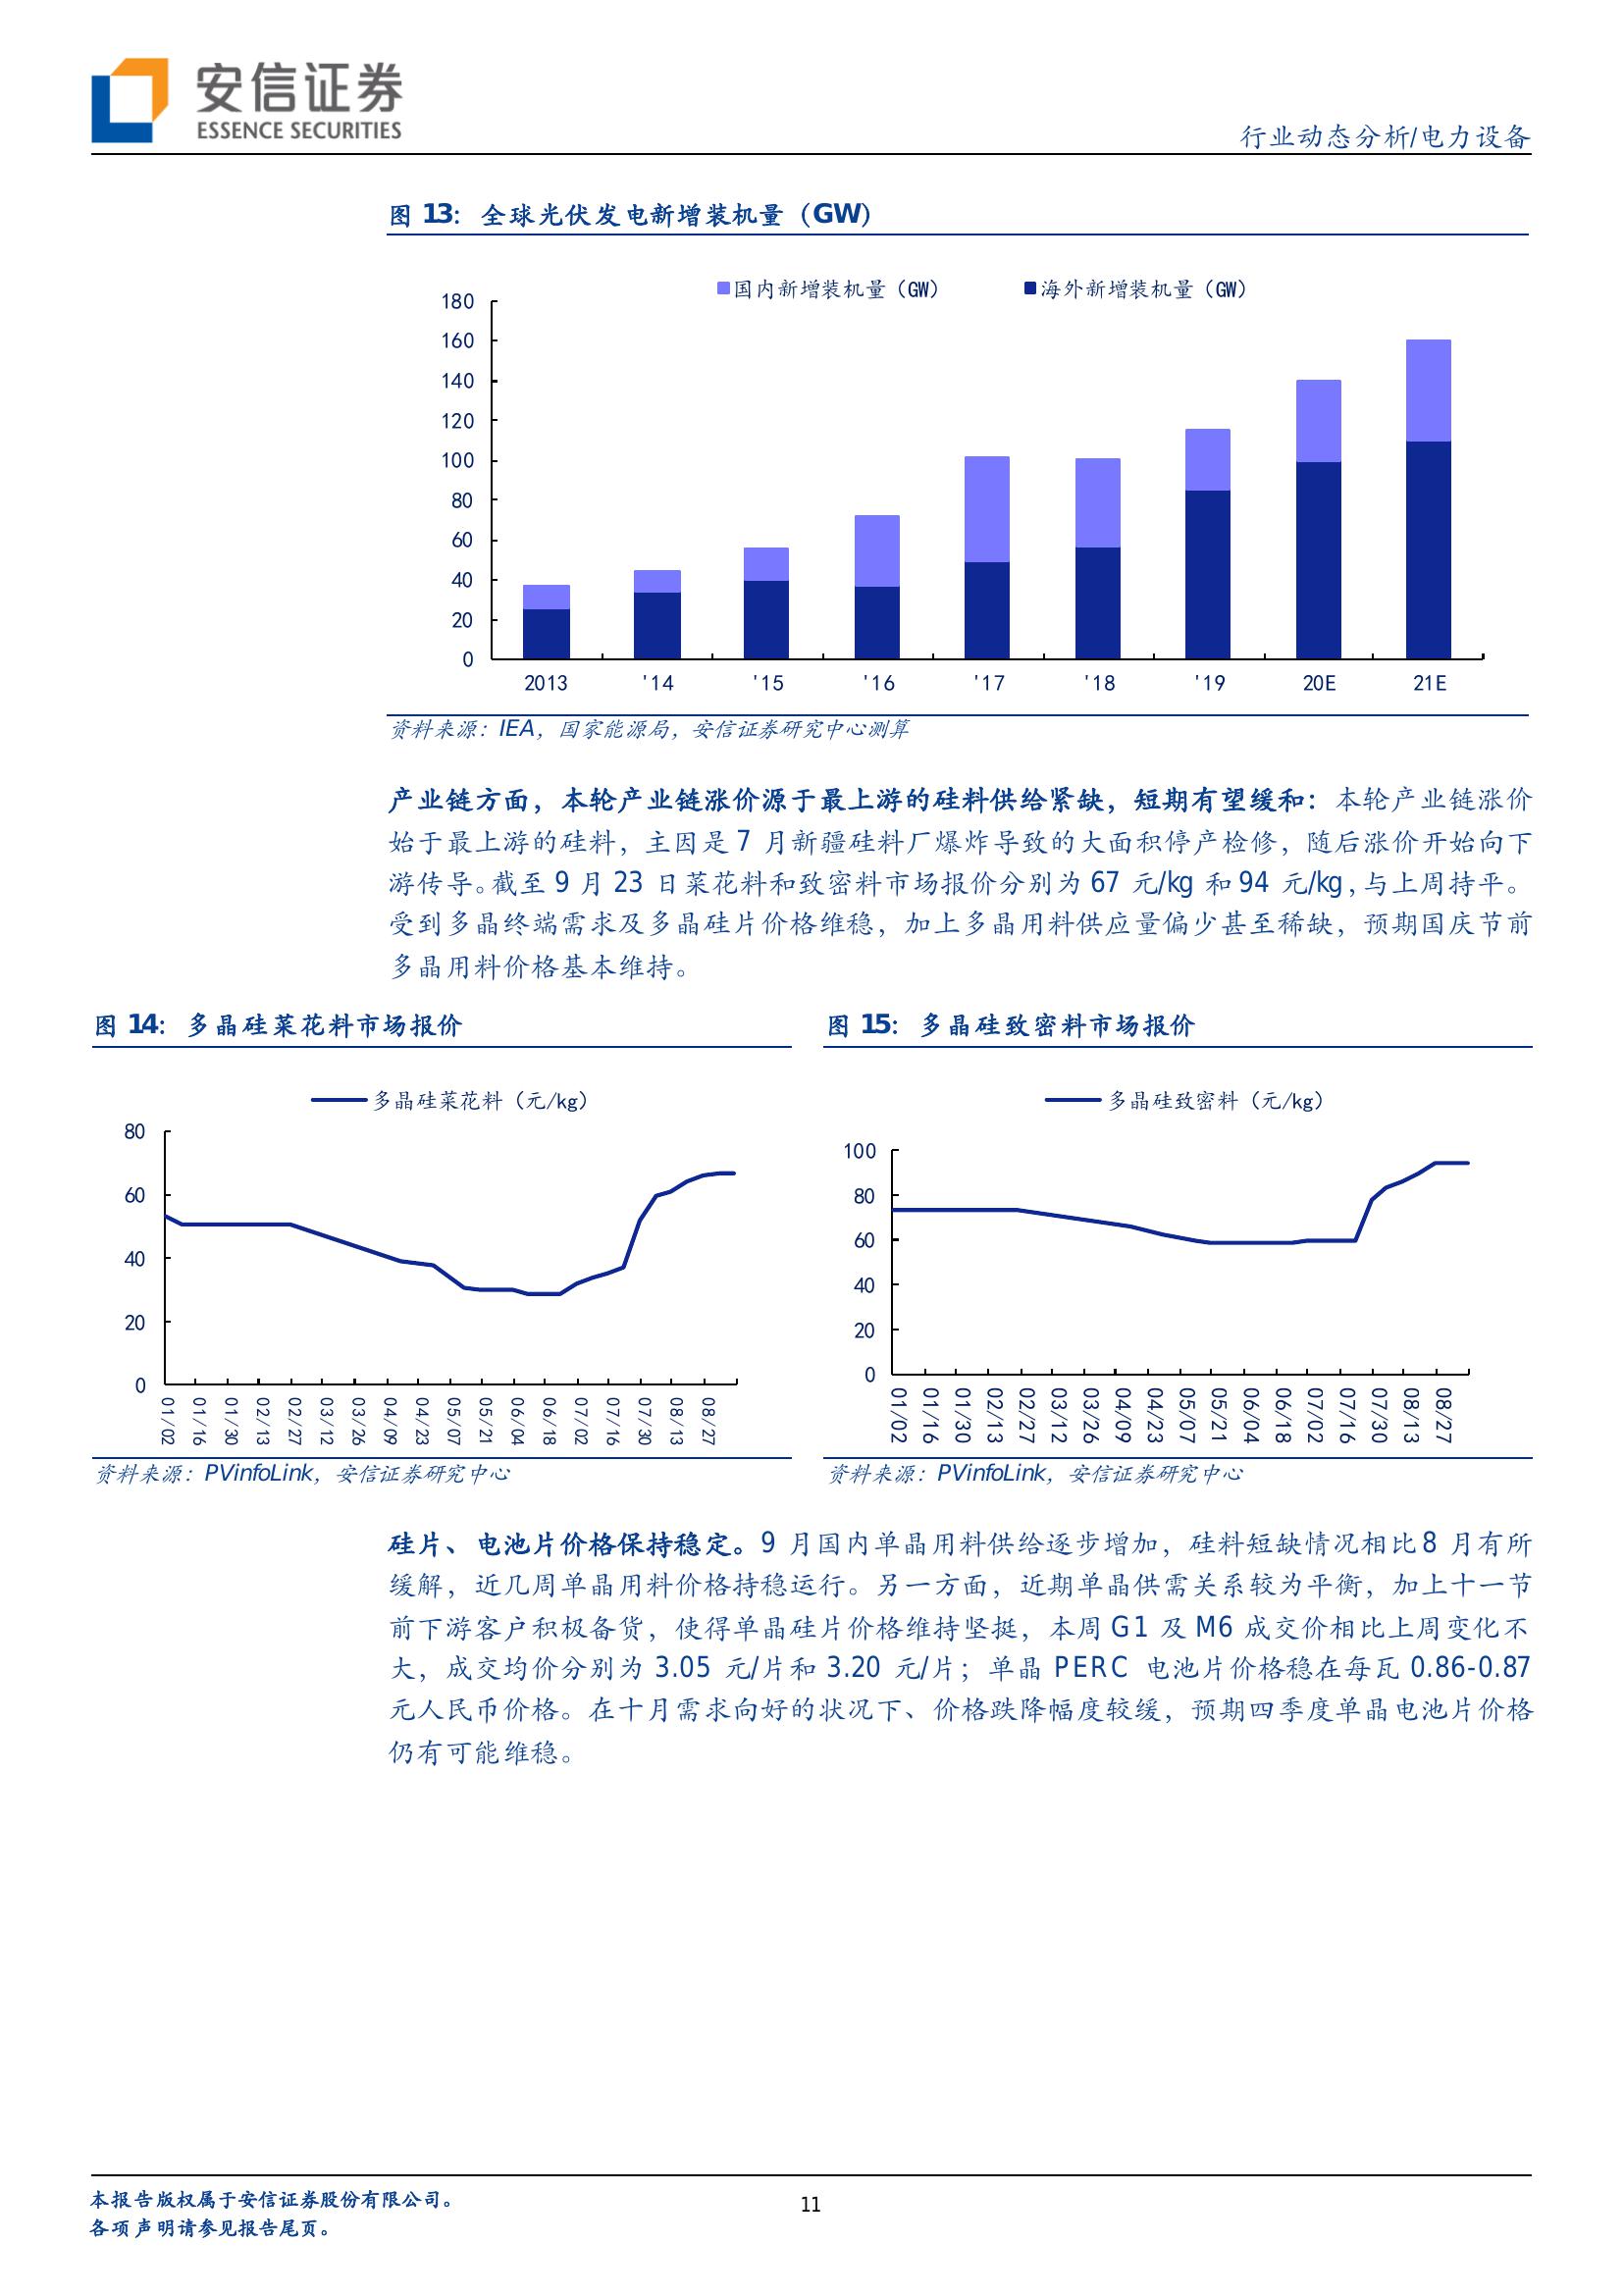 安信证券
ESSENCE SECURITIES
行业动态分析/电力设备
图 13: 全球光伏发电新增装机量（GW）
国内新增装机量（GW） 海外新增装机量（GW）
180
160
140
120
100
80
60
40
20
0
2013 '14 '15 '16 '17 '18 '19 20E 21E
资料来源：IEA，国家能源局，安信证券研究中心测算
产业链方面，本轮产业链涨价源于最上游的硅料供给紧缺，短期有望缓和：本轮产业链涨价
始于最上游的硅料，主因是 7 月新疆硅料厂爆炸导致的大面积停产检修，随后涨价开始向下
游传导。截至 9 月 23 日菜花料和致密料市场报价分别为 67 元/kg 和 94 元/kg，与上周持平。
受到多晶终端需求及多晶硅片价格维稳，加上多晶用料供应量偏少甚至稀缺，预期国庆节前
多晶用料价格基本维持。
图 14: 多晶硅菜花料市场报价
多晶硅菜花料（元/kg）
80
60
40
20
0
01/02 01/16 01/30 02/13 02/27 03/12 03/26 04/09 04/23 05/07 05/21 06/04 06/18 07/02 07/16 07/30 08/13 08/27
资料来源：PVinfoLink，安信证券研究中心
图 15: 多晶硅致密料市场报价
多晶硅致密料（元/kg）
100
80
60
40
20
0
01/02 01/16 01/30 02/13 02/27 03/12 03/26 04/09 04/23 05/07 05/21 06/04 06/18 07/02 07/16 07/30 08/13 08/27
资料来源：PVinfoLink，安信证券研究中心
硅片、电池片价格保持稳定。9 月国内单晶用料供给逐步增加，硅料短缺情况相比 8 月有所
缓解，近几周单晶用料价格持稳运行。另一方面，近期单晶供需关系较为平衡，加上十一节
前下游客户积极备货，使得单晶硅片价格维持坚挺，本周 G1 及 M6 成交价相比上周变化不
大，成交均价分别为 3.05 元/片和 3.20 元/片；单晶 PERC 电池片价格稳在每瓦 0.86-0.87
元人民币价格。在十月需求向好的状况下、价格跌降幅度较缓，预期四季度单晶电池片价格
仍有可能维稳。
本报告版权属于安信证券股份有限公司。
各项声明请参见报告尾页。
11